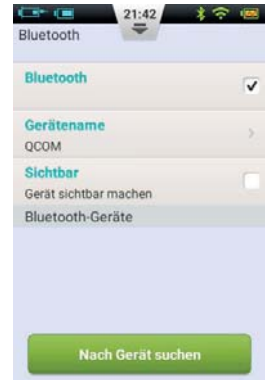 21:42
Bluetooth
Bluetooth
Gerätename
QCOM
Sichtbar
Gerät sichtbar machen
Bluetooth-Geräte
Nach Gerät suchen